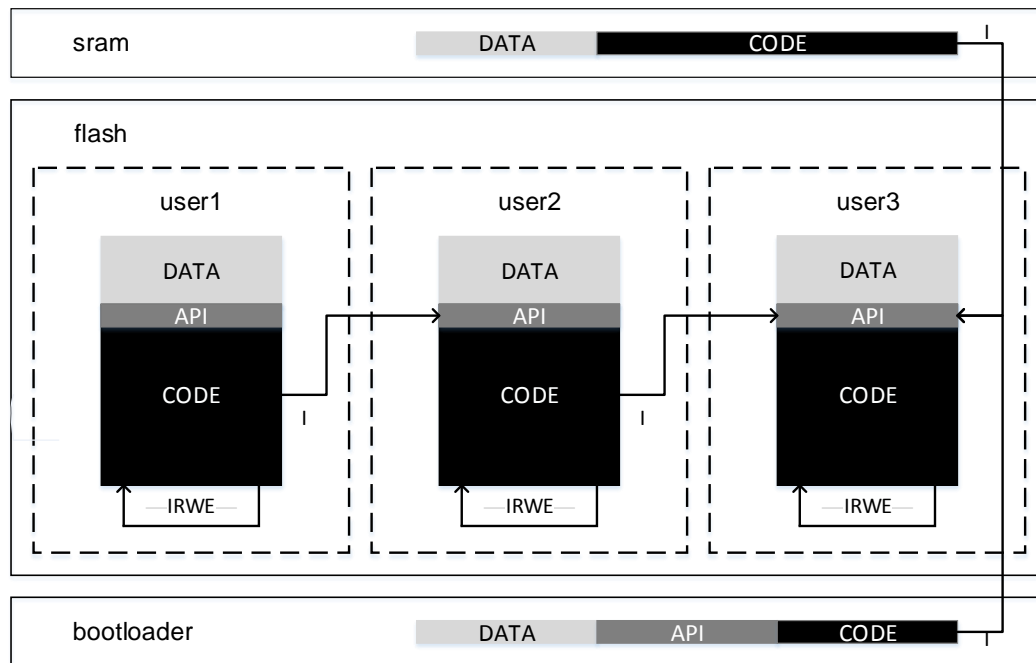 sram
DATA CODE I
flash
user1 user2 user3
DATA DATA DATA
API API API
CODE CODE CODE
I I
IRWE IRWE IRWE
bootloader
DATA API CODE I